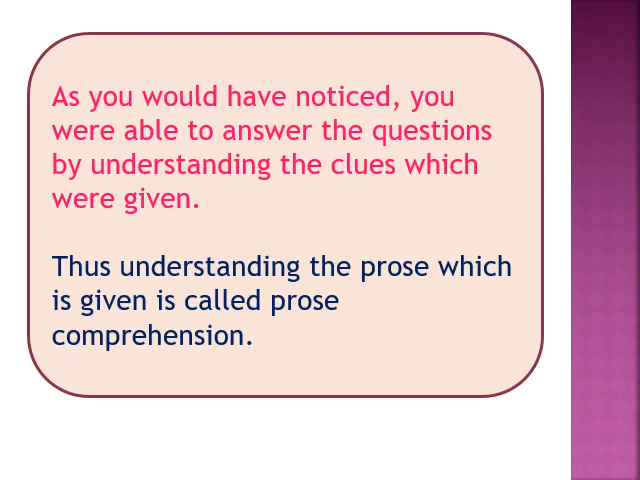 As you would have noticed, you
were able to answer the questions
by understanding the clues which
were given.
Thus understanding the prose which
is given is called prose
comprehension.